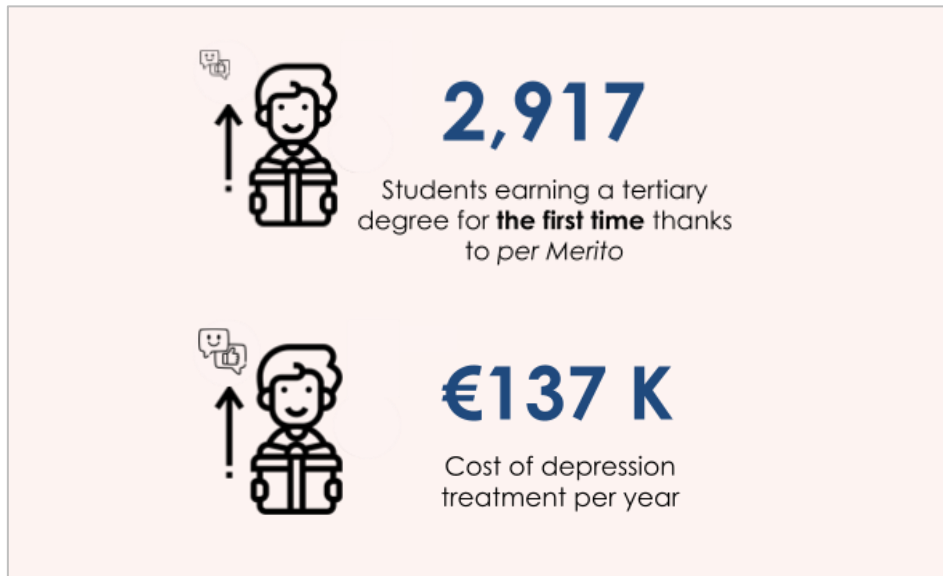 2,917
Students earning a tertiary
degree for the first time thanks
to per Merito
€137 K
Cost of depression
treatment per year